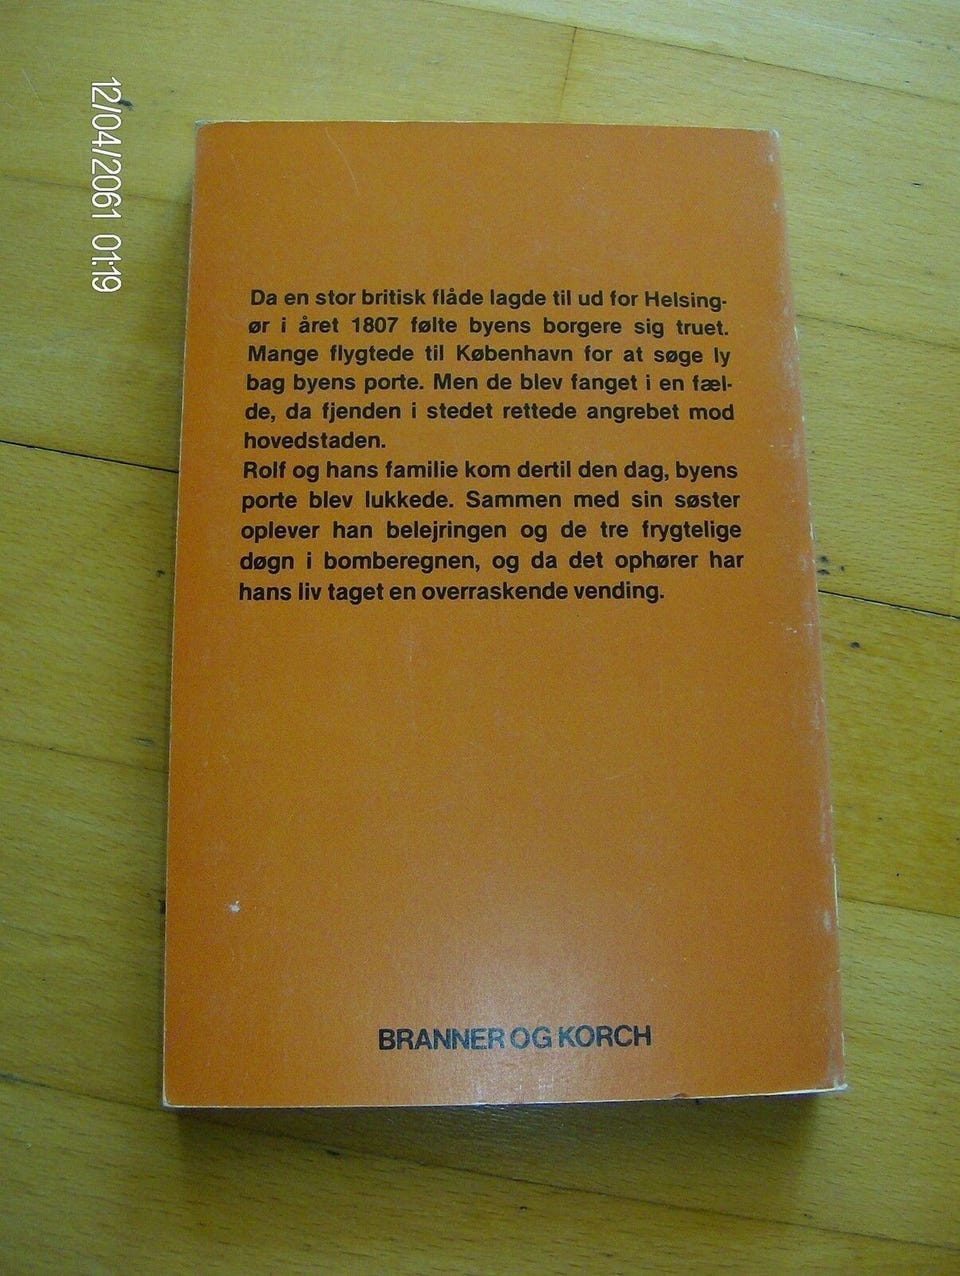 12/04/2061 01:19
Da en stor britisk flåde lagde til ud for Helsing-
ør i året 1807 følte byens borgere sig truet.
Mange flygtede til København for at søge ly
bag byens porte. Men de blev fanget i en fæl-
de, da fjenden i stedet rettede angrebet mod
hovedstaden.
Rolf og hans familie kom dertil den dag, byens
porte blev lukkede. Sammen med sin søster
oplever han belejringen og de tre frygtelige
døgn i bomberegnen, og da det ophører har
hans liv taget en overraskende vending.
BRANNER OG KORCH